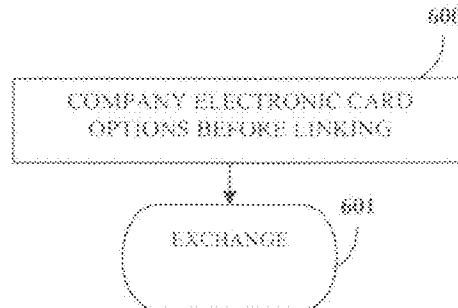 600
COMPANY ELECTRONIC CARD
OPTIONS BEFORE LINKING
EXCHANGE
601